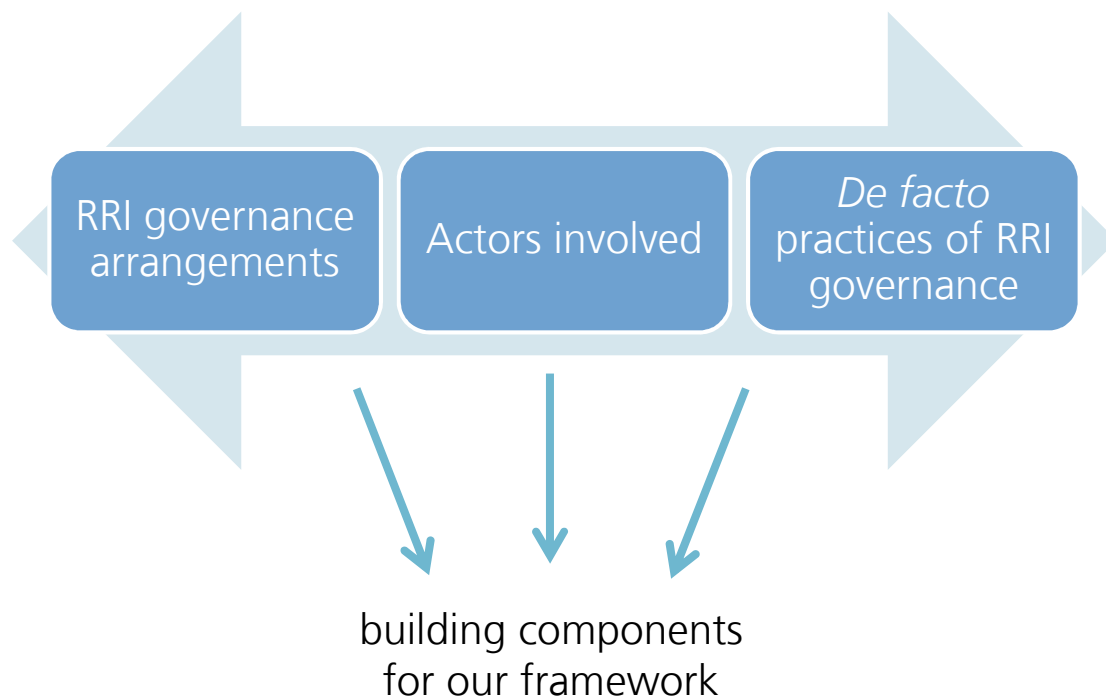 RRI governance
arrangements
Actors involved
De facto
practices of RRI
governance
building components
for our framework